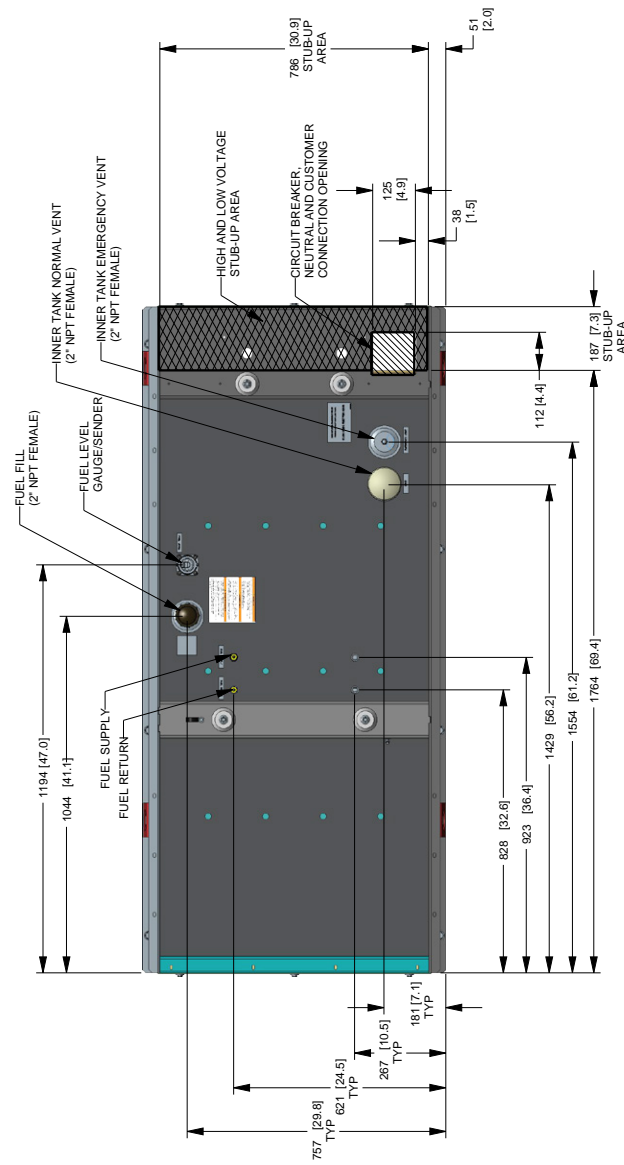 786 [30.9]
STUB-UP
AREA
51
[2.0]
HIGH AND LOW VOLTAGE
STUB-UP AREA
CIRCUIT BREAKER,
NEUTRAL AND CUSTOMER
CONNECTION OPENING
125
[4.9]
38
[1.5]
INNER TANK NORMAL VENT
(2" NPT FEMALE)
INNER TANK EMERGENCY VENT
(2" NPT FEMALE)
187 [7.3]
STUB-UP
AREA
112 [4.4]
FUEL FILL
(2" NPT FEMALE)
FUEL LEVEL
GAUGE/SENDER
FUEL SUPPLY
FUEL RETURN
1194 [47.0]
1044 [41.1]
828 [32.6]
923 [36.4]
1429 [56.2]
1554 [61.2]
1764 [69.4]
757 [29.8]
TYP
621 [24.5]
TYP
267 [10.5]
TYP
181 [7.1]
TYP